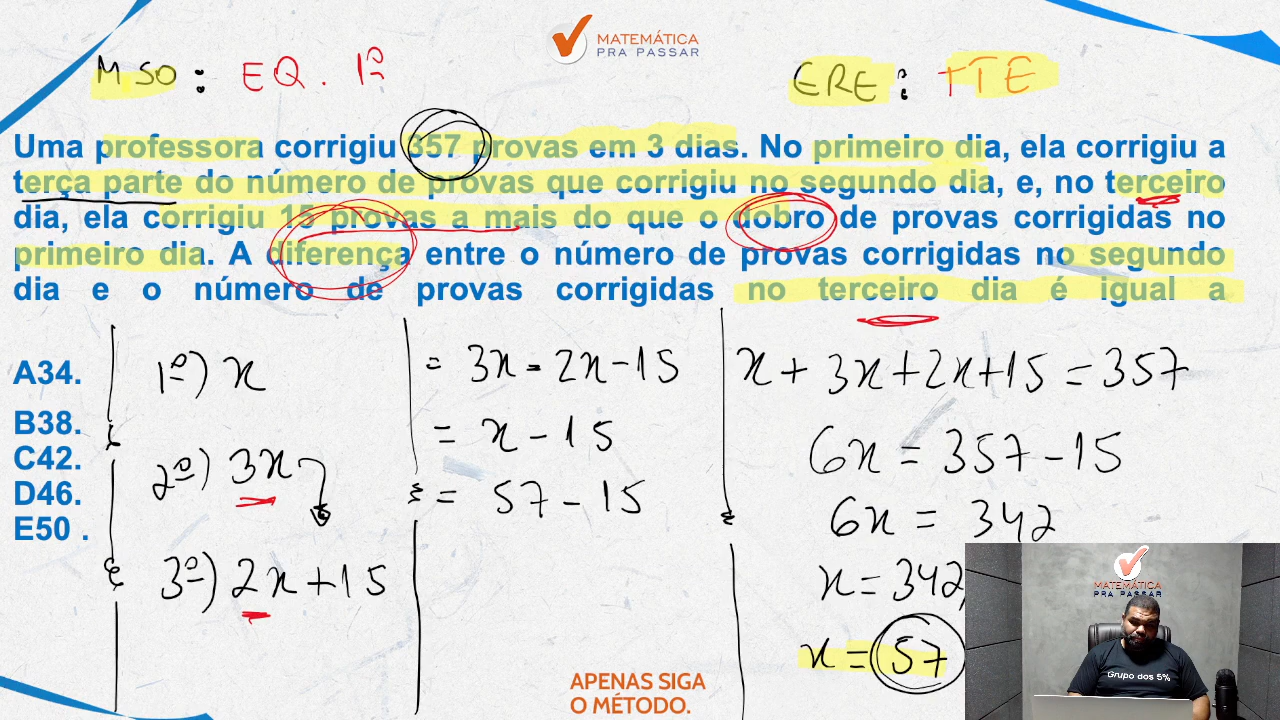 MATEMÁTICA
PRA PASSAR
MSO: EQ. 1º
ERE: +TTE
Uma professora corrigiu 357 provas em 3 dias. No primeiro dia, ela corrigiu a
terça parte do número de provas que corrigiu no segundo dia, e, no terceiro
dia, ela corrigiu 15 provas a mais do que o dobro de provas corrigidas no
primeiro dia. A diferença entre o número de provas corrigidas no segundo
dia e o número de provas corrigidas no terceiro dia é igual a
A34.
B38.
C42.
D46.
E50 .
1º) x
2º) 3x
3º) 2x+15
= 3x - 2x - 15
= x - 15
= 57 - 15
x + 3x + 2x + 15 = 357
6x = 357 - 15
6x = 342
x = 342
x = 57
APENAS SIGA
O MÉTODO.
MATEMÁTICA
PRA PASSAR
Grupo dos 5%